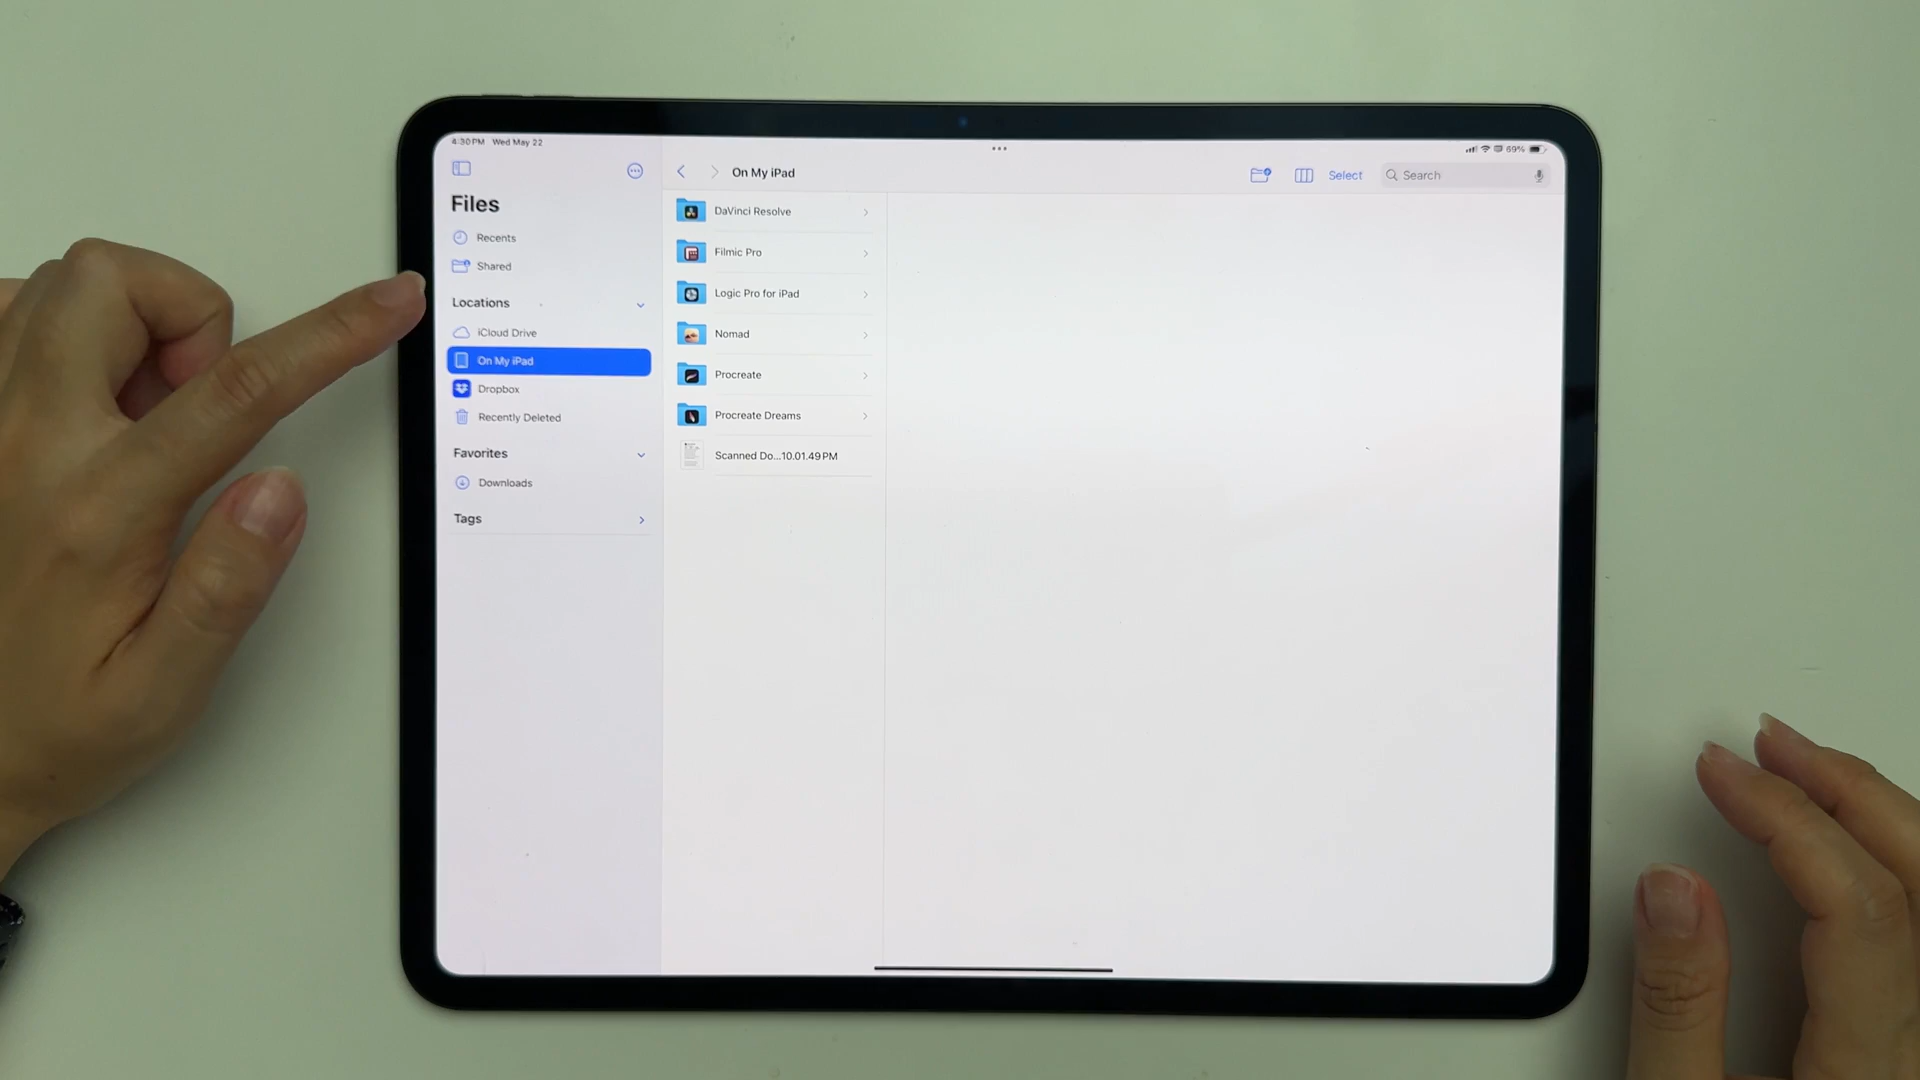 4:30 PM Wed May 22
69%
Files
Recents
Shared
Locations
iCloud Drive
On My iPad
Dropbox
Recently Deleted
Favorites
Downloads
Tags
On My iPad
Select
Search
DaVinci Resolve
Filmic Pro
Logic Pro for iPad
Nomad
Procreate
Procreate Dreams
Scanned Do...10.01.49 PM